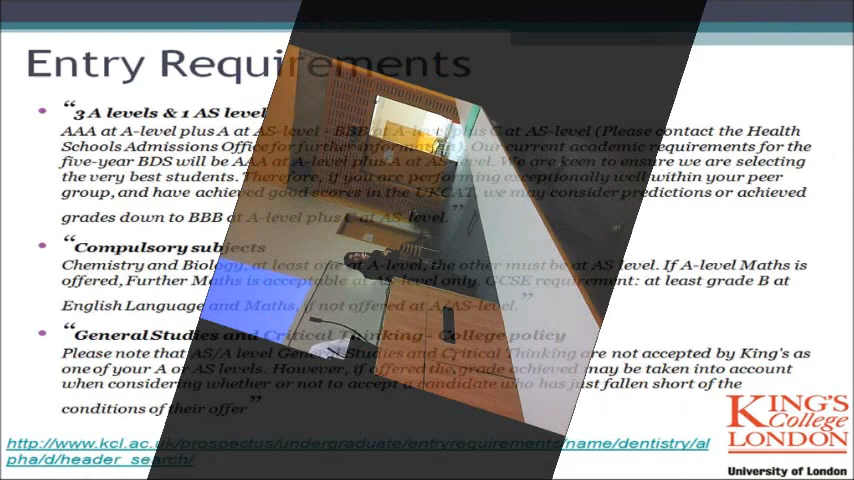 Entry Requirements
“3 A levels & 1 AS level
AAA at A-level plus A at AS-level - BBB at A-level plus C at AS-level (Please contact the Health
Schools Admissions Office for further information). Our current academic requirements for the
five-year BDS will be AAA at A-level plus A at AS-level. We are keen to ensure we are selecting
the very best students. Therefore, if you are performing exceptionally well within your peer
group, and have achieved good scores in the UKCAT, we may consider predictions or achieved
grades down to BBB at A-level plus C at AS-level.”
“Compulsory subjects
Chemistry and Biology, at least one at A-level, the other must be at AS level. If A-level Maths is
offered, Further Maths is acceptable at AS-level only. GCSE requirement: at least grade B at
English Language and Maths, if not offered at A/AS-level.”
“General Studies and Critical Thinking - College policy
Please note that AS/A level General Studies and Critical Thinking are not accepted by King's as
one of your A or AS levels. However, if offered the grade achieved may be taken into account
when considering whether or not to accept a candidate who has just fallen short of the
conditions of their offer”
http://www.kcl.ac.uk/prospectus/undergraduate/entryrequirements/name/dentistry/al
pha/d/header_search/
KING'S
College
LONDON
University of London